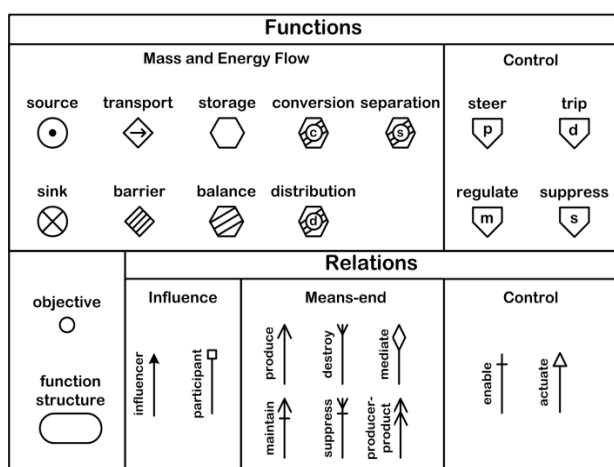 Functions
Mass and Energy Flow
Control
source transport storage conversion separation
c
s
sink barrier balance distribution
d
steer trip
p
d
regulate suppress
m
s
objective
function
structure
Relations
Influence
influencer
participant
Means-end
produce
destroy
mediate
maintain
suppress
producer-
product
Control
enable
actuate